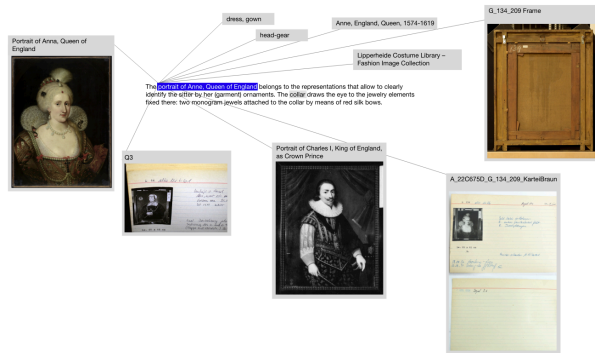 G_134_209 Frame
dress, gown
Anne, England, Queen, 1574-1619
head-gear
Portrait of Anna, Queen of
England
Lipperheide Costume Library –
Fashion Image Collection
The portrait of Anne, Queen of England belongs to the representations that allow to clearly
identify the sitter by her (garment) ornaments. The collar draws the eye to the jewelry elements
fixed there: two monogram jewels attached to the collar by means of red silk bows.
Q3
Portrait of Charles I, King of England,
as Crown Prince
A_22C675D_G_134_209_KarteiBraun